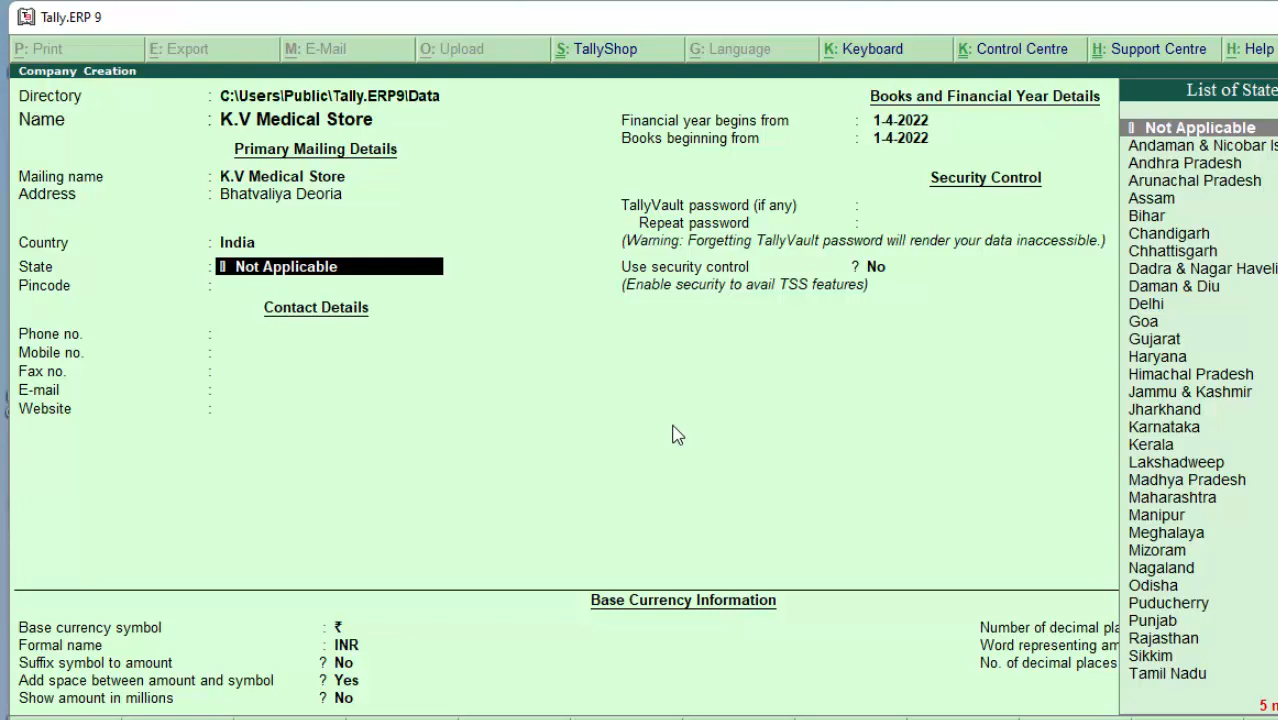 Tally.ERP 9
P: Print E: Export M: E-Mail O: Upload S: TallyShop G: Language K: Keyboard K: Control Centre H: Support Centre H: Help
Company Creation
Directory : C:\Users\Public\Tally.ERP9\Data
Name : K.V Medical Store
Primary Mailing Details
Mailing name : K.V Medical Store
Address : Bhatvaliya Deoria
Country : India
State : Not Applicable
Pincode :
Contact Details
Phone no. :
Mobile no. :
Fax no. :
E-mail :
Website :
Books and Financial Year Details
Financial year begins from : 1-4-2022
Books beginning from : 1-4-2022
Security Control
TallyVault password (if any) :
Repeat password :
(Warning: Forgetting TallyVault password will render your data inaccessible.)
Use security control ? No
(Enable security to avail TSS features)
Base Currency Information
Base currency symbol : ₹
Formal name : INR
Suffix symbol to amount ? No
Add space between amount and symbol ? Yes
Show amount in millions ? No
Number of decimal pla
Word representing am
No. of decimal places
List of State
Not Applicable
Andaman & Nicobar Is
Andhra Pradesh
Arunachal Pradesh
Assam
Bihar
Chandigarh
Chhattisgarh
Dadra & Nagar Haveli
Daman & Diu
Delhi
Goa
Gujarat
Haryana
Himachal Pradesh
Jammu & Kashmir
Jharkhand
Karnataka
Kerala
Lakshadweep
Madhya Pradesh
Maharashtra
Manipur
Meghalaya
Mizoram
Nagaland
Odisha
Puducherry
Punjab
Rajasthan
Sikkim
Tamil Nadu
5